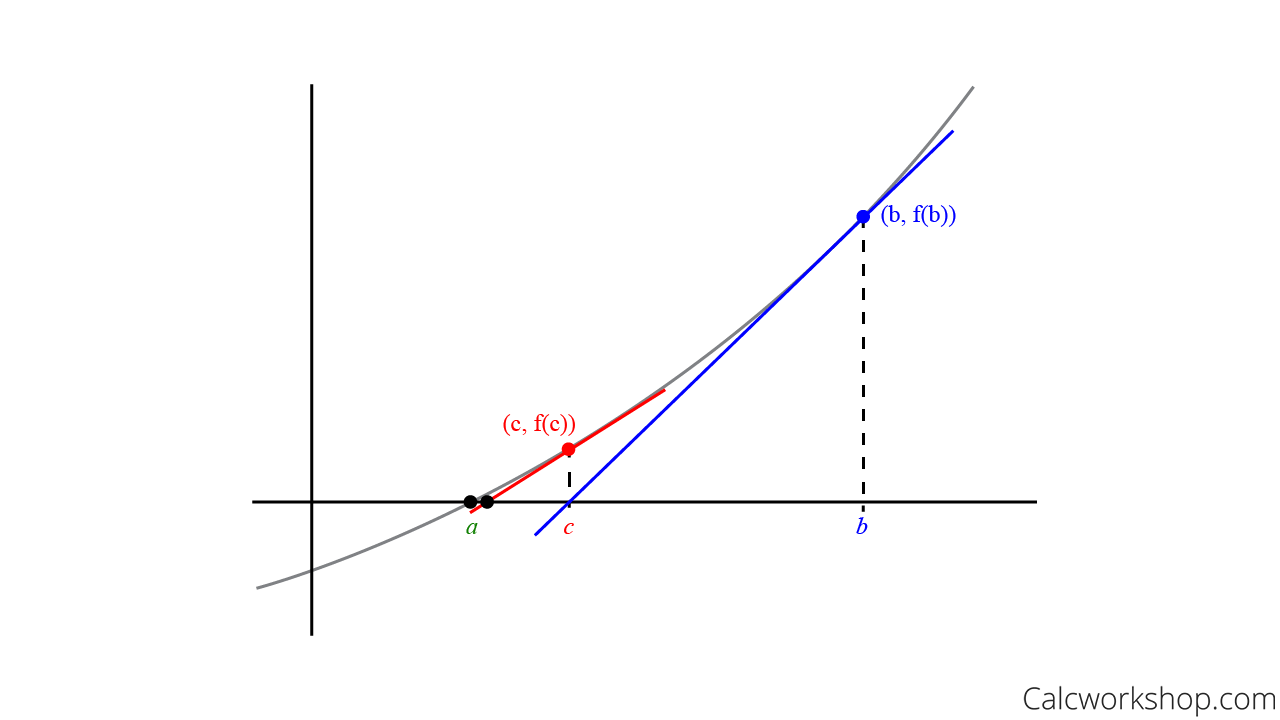 (b, f(b))
(c, f(c))
a
c
b
Calcworkshop.com